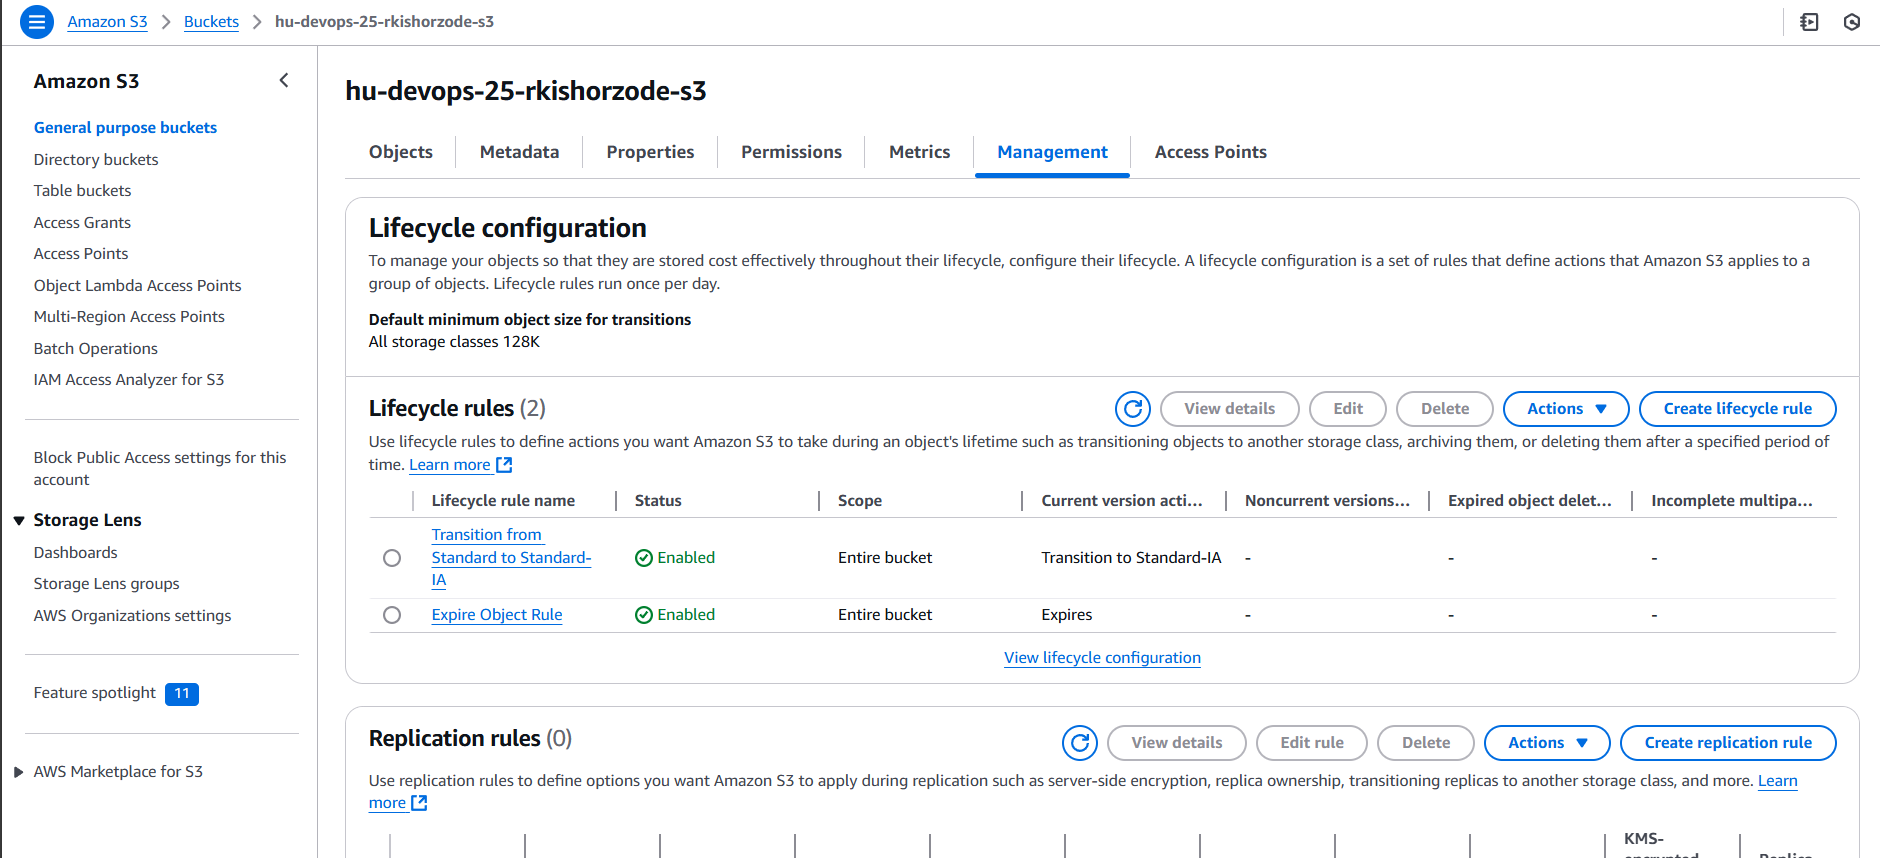 Amazon S3 > Buckets > hu-devops-25-rkishorzode-s3
Amazon S3
General purpose buckets
Directory buckets
Table buckets
Access Grants
Access Points
Object Lambda Access Points
Multi-Region Access Points
Batch Operations
IAM Access Analyzer for S3
Block Public Access settings for this
account
Storage Lens
Dashboards
Storage Lens groups
AWS Organizations settings
Feature spotlight 11
AWS Marketplace for S3
hu-devops-25-rkishorzode-s3
Objects Metadata Properties Permissions Metrics Management Access Points
Lifecycle configuration
To manage your objects so that they are stored cost effectively throughout their lifecycle, configure their lifecycle. A lifecycle configuration is a set of rules that define actions that Amazon S3 applies to a
group of objects. Lifecycle rules run once per day.
Default minimum object size for transitions
All storage classes 128K
Lifecycle rules (2) View details Edit Delete Actions Create lifecycle rule
Use lifecycle rules to define actions you want Amazon S3 to take during an object's lifetime such as transitioning objects to another storage class, archiving them, or deleting them after a specified period of
time. Learn more
Lifecycle rule name Status Scope Current version acti... Noncurrent versions... Expired object delet... Incomplete multipa...
Transition from
Standard to Standard- Enabled Entire bucket Transition to Standard-IA - - -
IA
Expire Object Rule Enabled Entire bucket Expires - - -
View lifecycle configuration
Replication rules (0) View details Edit rule Delete Actions Create replication rule
Use replication rules to define options you want Amazon S3 to apply during replication such as server-side encryption, replica ownership, transitioning replicas to another storage class, and more. Learn
more
KMS-